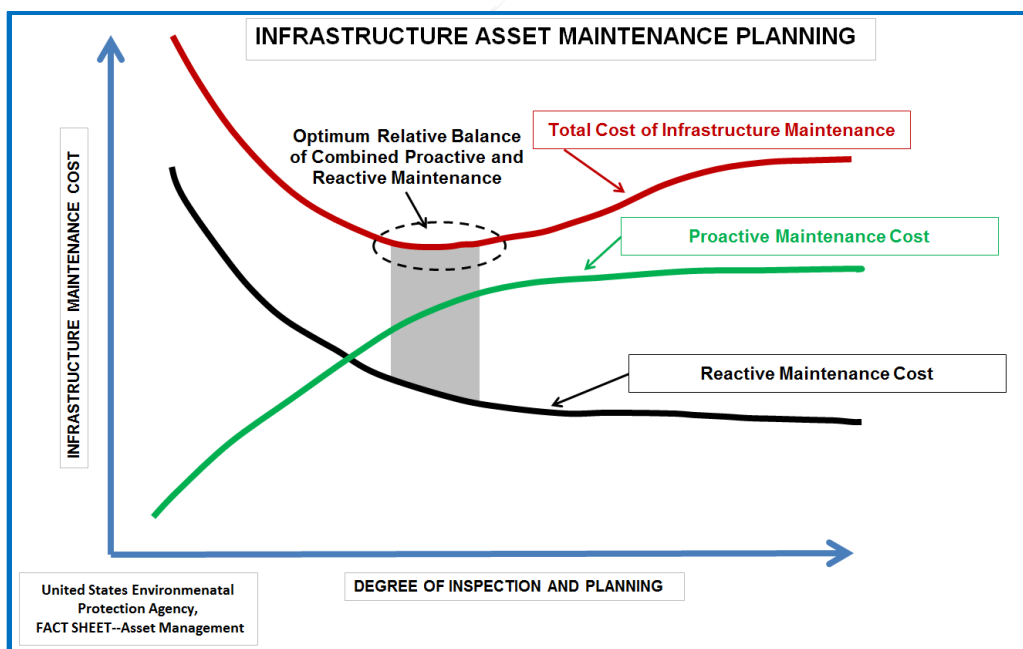 INFRASTRUCTURE ASSET MAINTENANCE PLANNING
Optimum Relative Balance
of Combined Proactive and
Reactive Maintenance
Total Cost of Infrastructure Maintenance
Proactive Maintenance Cost
Reactive Maintenance Cost
INFRASTRUCTURE MAINTENANCE COST
DEGREE OF INSPECTION AND PLANNING
United States Environmenatal
Protection Agency,
FACT SHEET--Asset Management